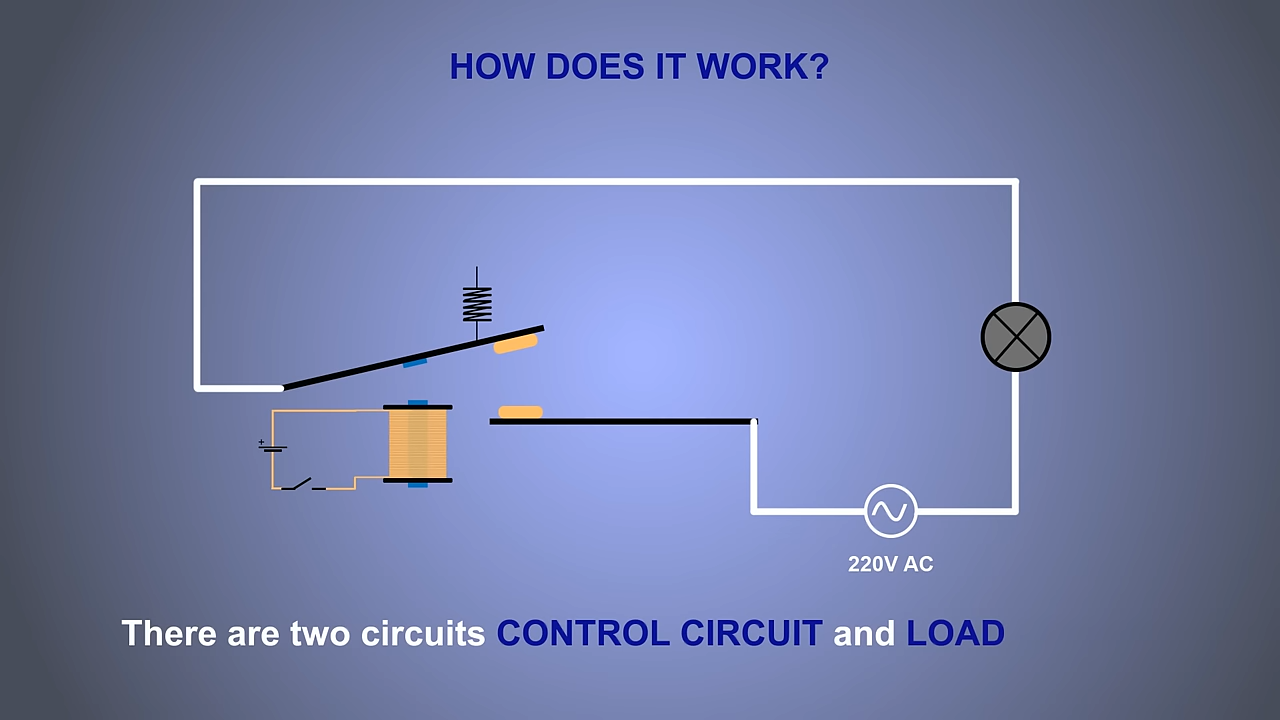 HOW DOES IT WORK?
+
220V AC
There are two circuits CONTROL CIRCUIT and LOAD